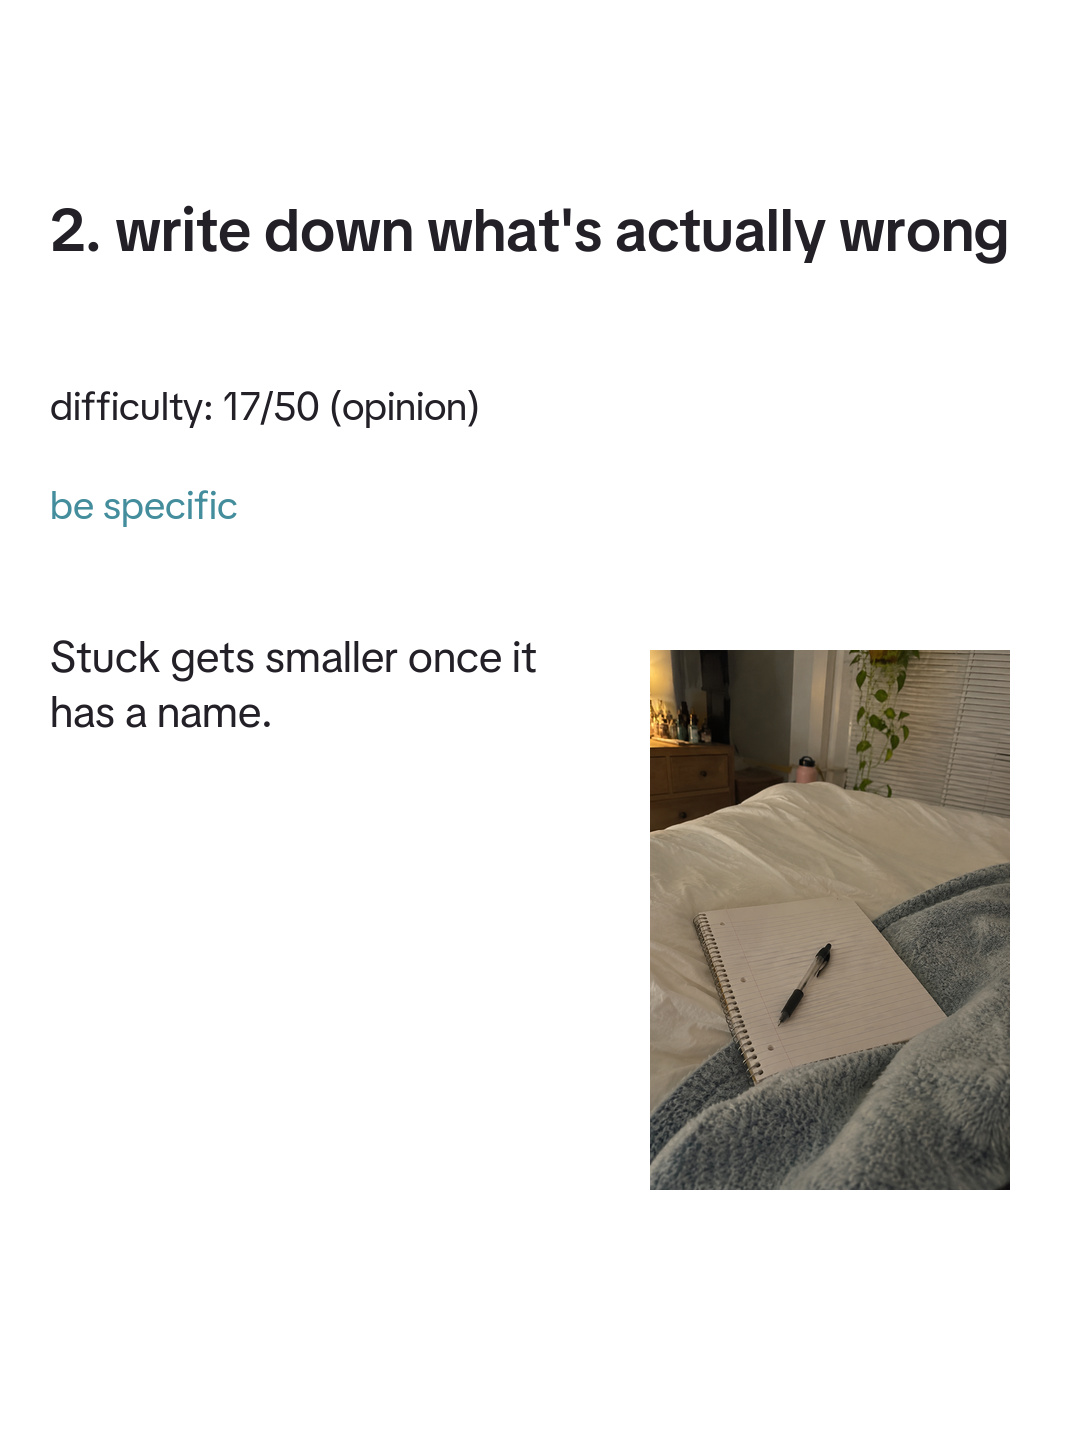 2. write down what's actually wrong
difficulty: 17/50 (opinion)
be specific
Stuck gets smaller once it
has a name.